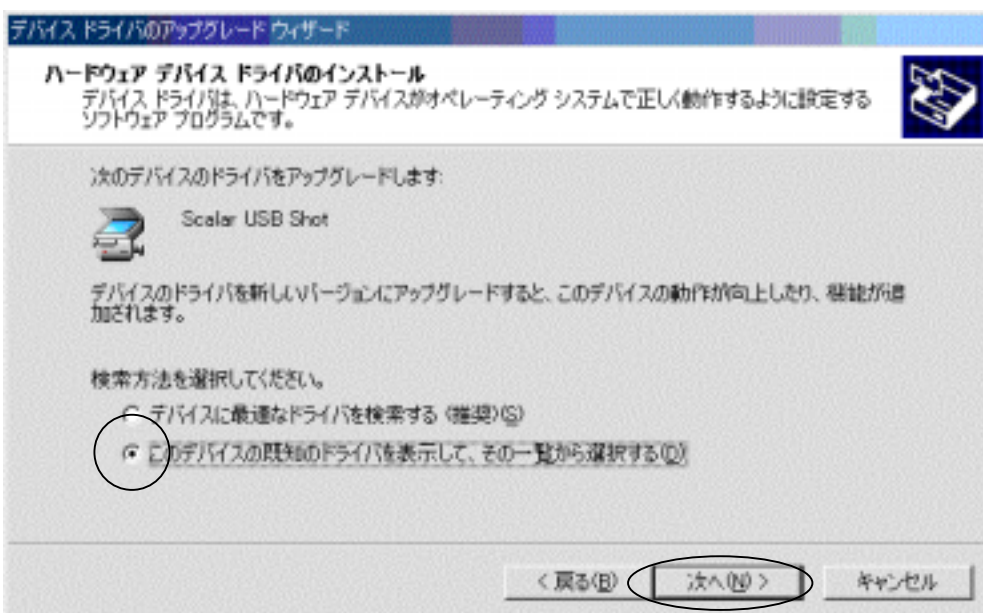 デバイス ドライバのアップグレード ウィザード
ハードウェア デバイス ドライバのインストール
デバイス ドライバは、ハードウェア デバイスがオペレーティング システムで正しく動作するように設定する
ソフトウェア プログラムです。
次のデバイスのドライバをアップグレードします:
Scalar USB Shot
デバイスのドライバを新しいバージョンにアップグレードすると、このデバイスの動作が向上したり、機能が追
加されます。
検索方法を選択してください。
デバイスに最適なドライバを検索する (推奨)(S)
このデバイスの既知のドライバを表示して、その一覧から選択する(D)
< 戻る(B)
次へ(N) >
キャンセル